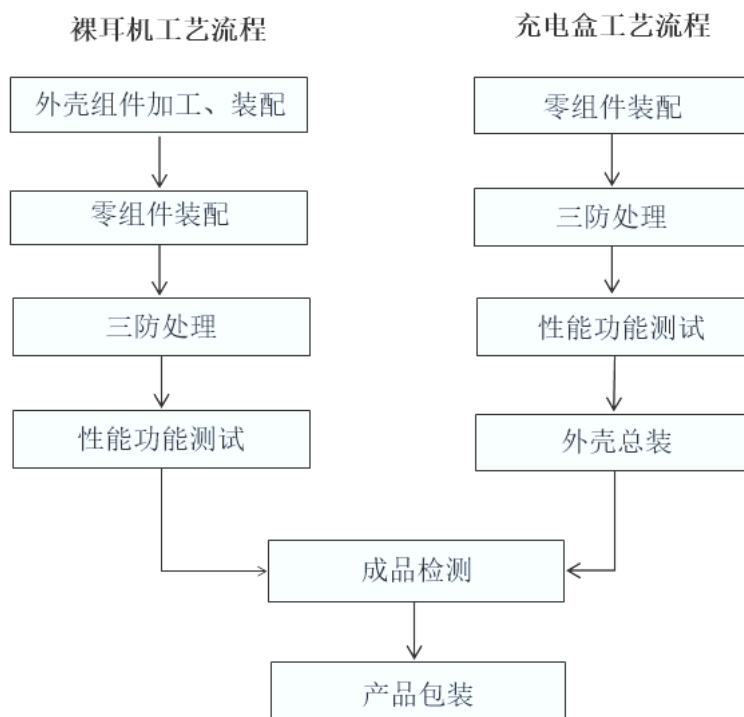 裸耳机工艺流程
外壳组件加工、装配
零组件装配
三防处理
性能功能测试
充电盒工艺流程
零组件装配
三防处理
性能功能测试
外壳总装
成品检测
产品包装